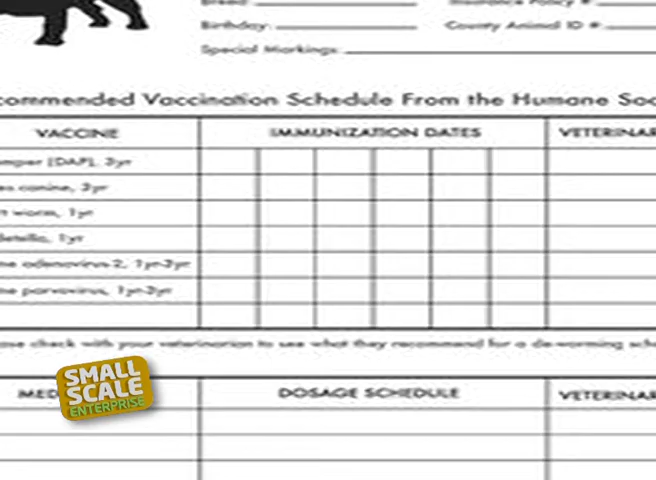 Breed:
Insurance Policy #:
Birthday: County Animal ID #:
Special Markings:
commended Vaccination Schedule From the Humane Soc
VACCINE IMMUNIZATION DATES VETERINAR
mper (DAP), 3yr
es canine, 3yr
rt worm, 1yr
detella, 1yr
ne adenovirus-2, 1yr-3yr
ne parvovirus, 1yr-3yr
ase check with your veterinarian to see what they recommend for a de-worming sch
MED DOSAGE SCHEDULE VETERINAR
SMALL
SCALE
ENTERPRISE